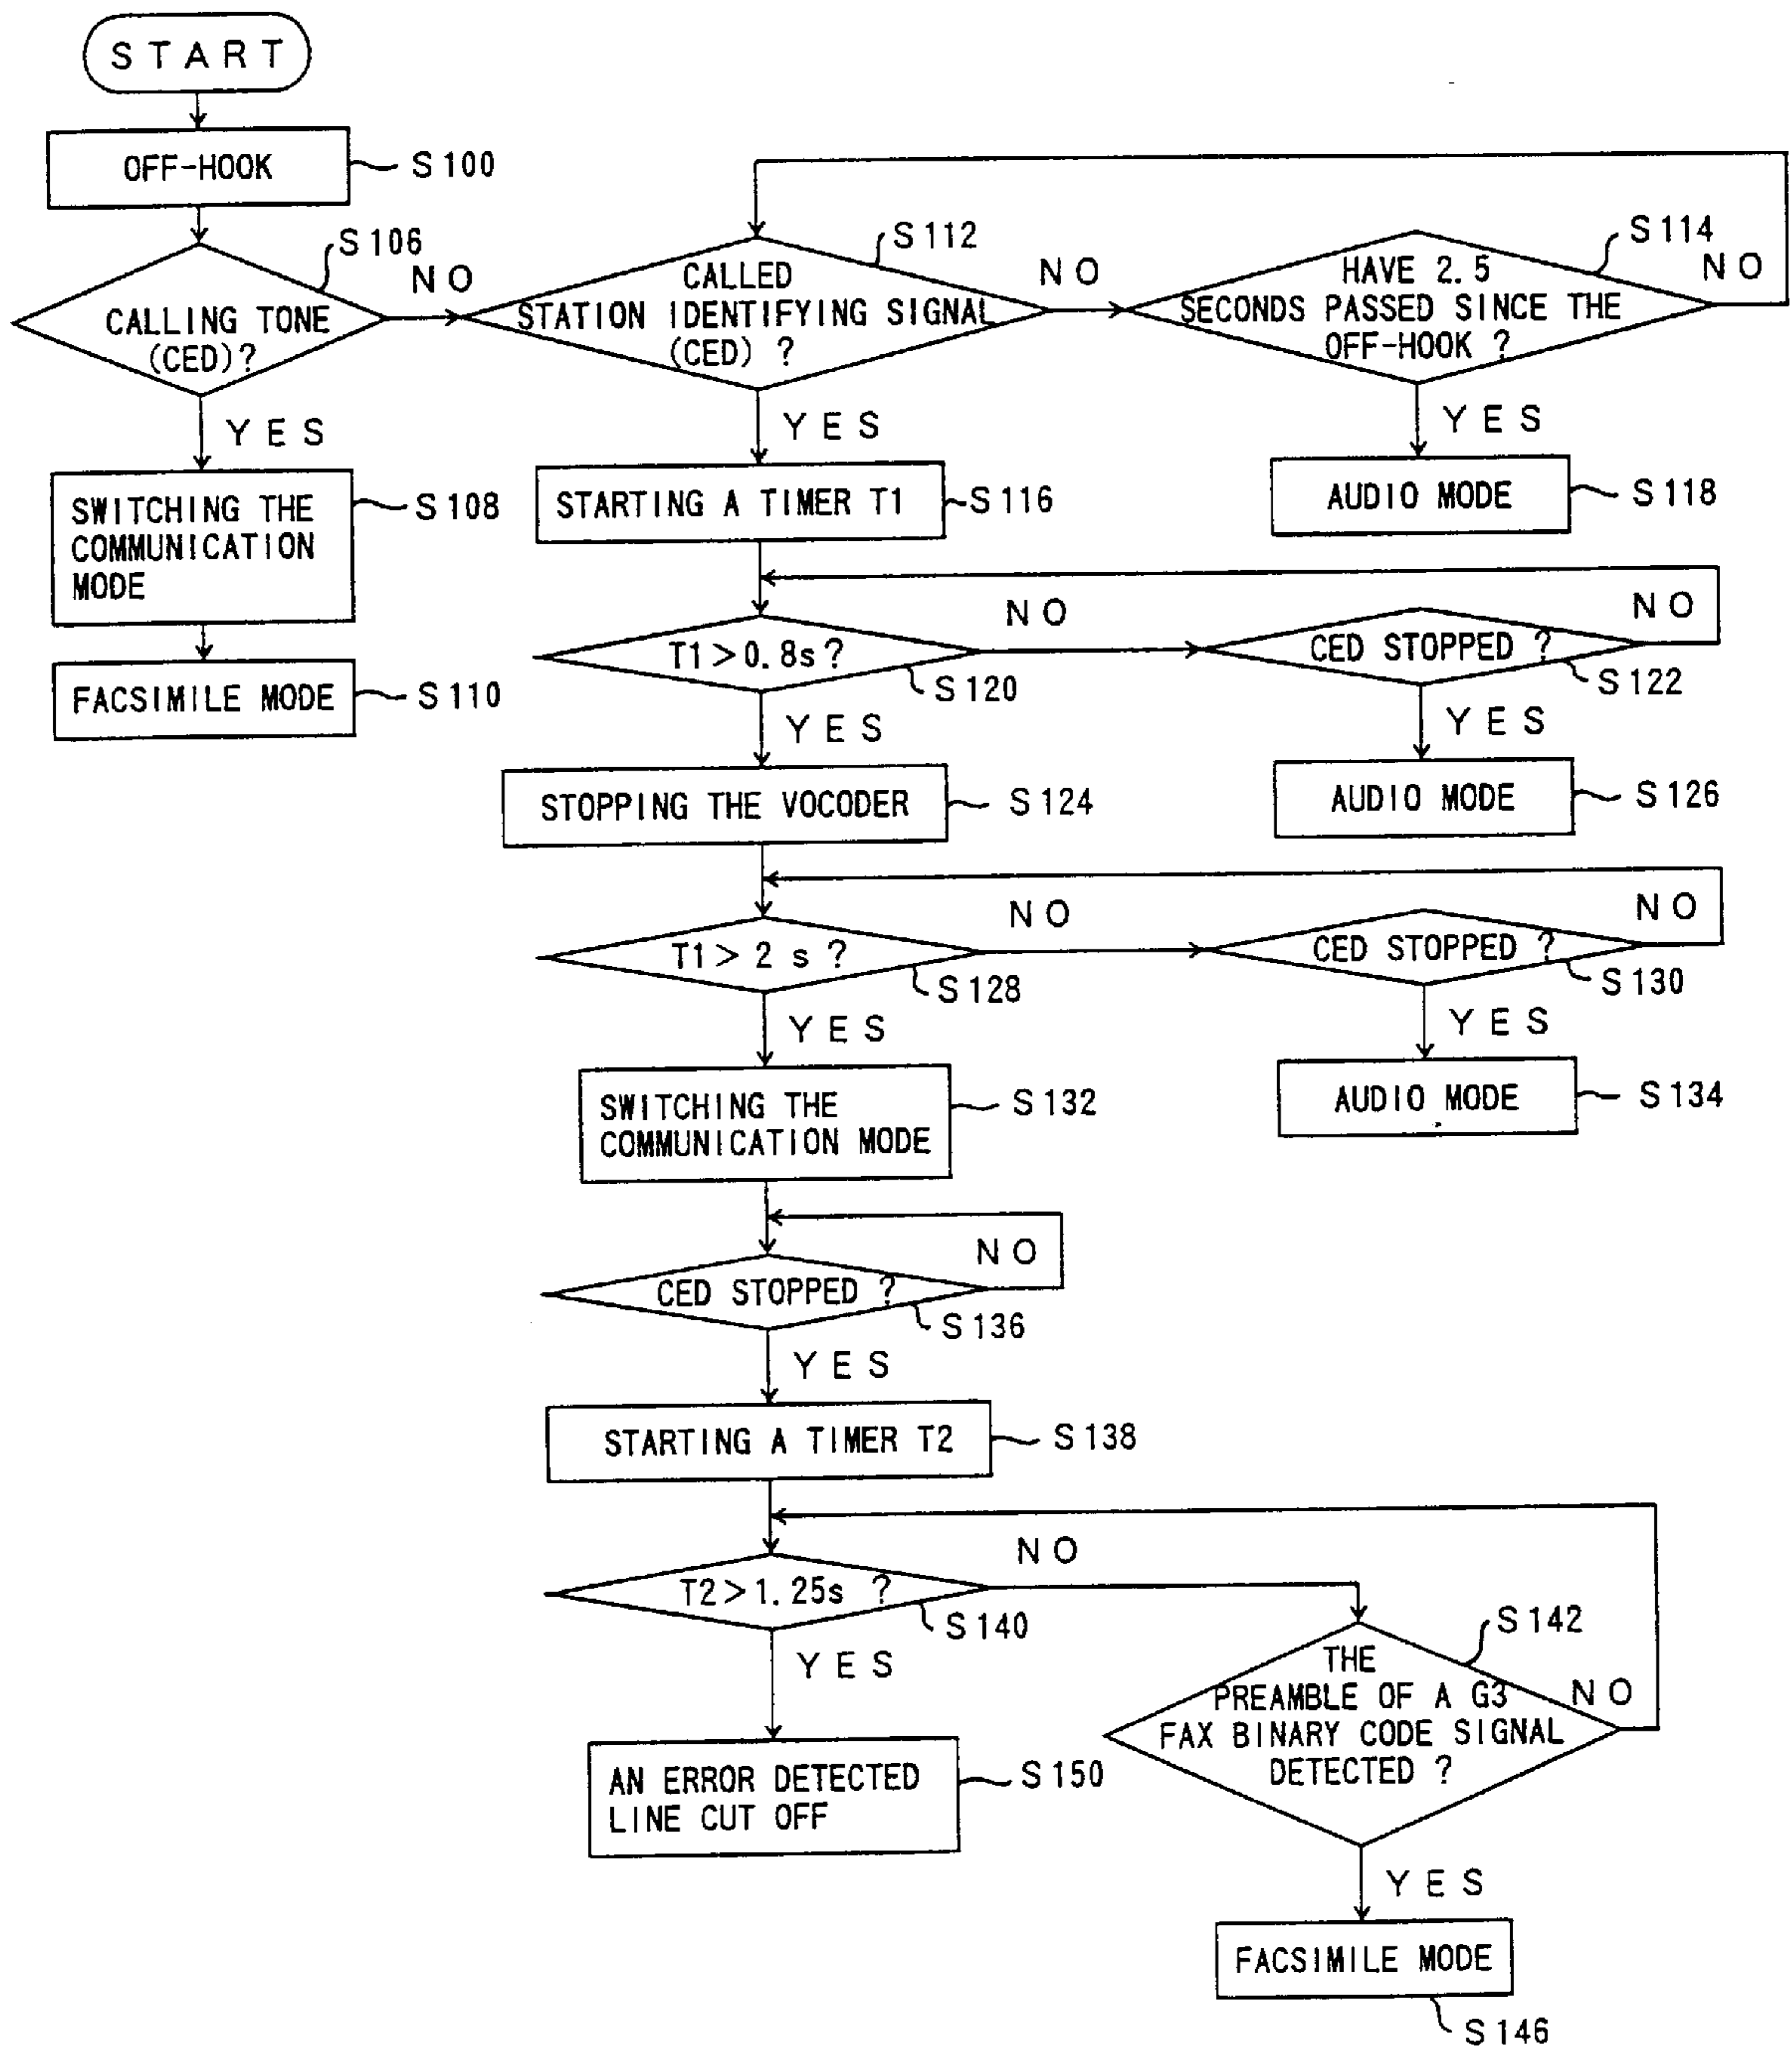 START
OFF-HOOK
S100
S106
CALLING TONE
(CED)?
NO
YES
SWITCHING THE
COMMUNICATION
MODE
S108
FACSIMILE MODE
S110
S112
CALLED
STATION IDENTIFYING SIGNAL
(CED) ?
NO
YES
S114
HAVE 2.5
SECONDS PASSED SINCE THE
OFF-HOOK ?
NO
YES
STARTING A TIMER T1
S116
AUDIO MODE
S118
T1>0.8s?
S120
NO
YES
CED STOPPED ?
S122
NO
YES
STOPPING THE VOCODER
S124
AUDIO MODE
S126
T1>2 s ?
S128
NO
YES
CED STOPPED ?
S130
NO
YES
SWITCHING THE
COMMUNICATION MODE
S132
AUDIO MODE
S134
CED STOPPED ?
S136
NO
YES
STARTING A TIMER T2
S138
T2>1.25s ?
S140
NO
YES
S142
THE
PREAMBLE OF A G3
FAX BINARY CODE SIGNAL
DETECTED ?
NO
YES
AN ERROR DETECTED
LINE CUT OFF
S150
FACSIMILE MODE
S146